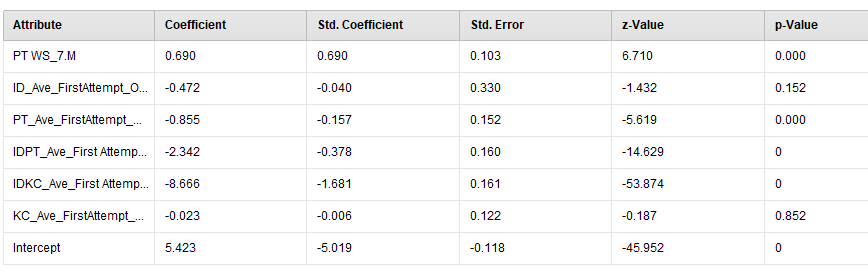 Attribute Coefficient Std. Coefficient Std. Error z-Value p-Value
PT WS_7.M 0.690 0.690 0.103 6.710 0.000
ID_Ave_FirstAttempt_O... -0.472 -0.040 0.330 -1.432 0.152
PT_Ave_FirstAttempt_... -0.855 -0.157 0.152 -5.619 0.000
IDPT_Ave_First Attemp... -2.342 -0.378 0.160 -14.629 0
IDKC_Ave_First Attemp... -8.666 -1.681 0.161 -53.874 0
KC_Ave_FirstAttempt_... -0.023 -0.006 0.122 -0.187 0.852
Intercept 5.423 -5.019 -0.118 -45.952 0